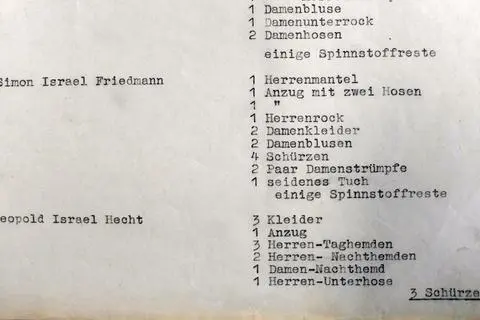 1 Damenbluse
1 Damenunterrock
2 Damenhosen
einige Spinnstoffreste
Simon Israel Friedmann 1 Herrenmantel
1 Anzug mit zwei Hosen
1 "
1 Herrenrock
2 Damenkleider
2 Damenblusen
4 Schürzen
2 Paar Damenstrümpfe
1 seidenes Tuch
einige Spinnstoffreste
eopold Israel Hecht 3 Kleider
1 Anzug
3 Herren-Taghemden
2 Herren- Nachthemden
1 Damen-Nachthemd
1 Herren-Unterhose
3 Schürze